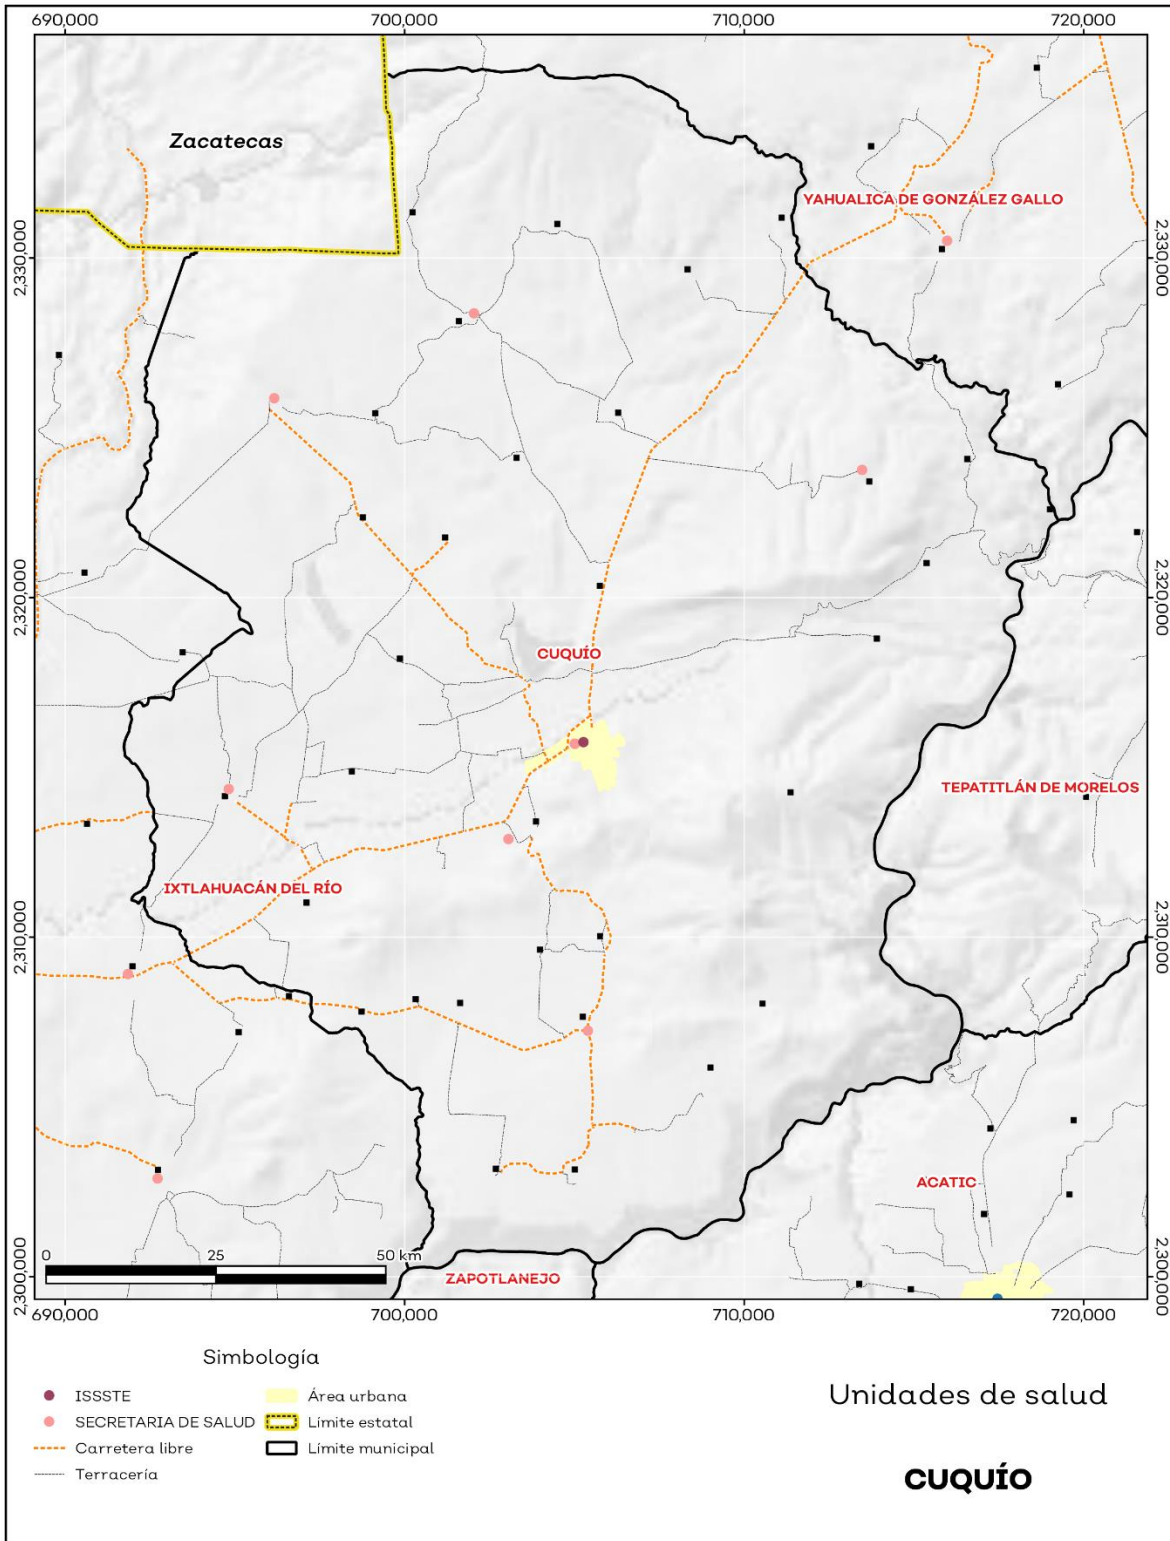 690,000 700,000 710,000 720,000
Zacatecas
YAHUALICA DE GONZÁLEZ GALLO
2,330,000 2,330,000
2,320,000 2,320,000
CUQUÍO
TEPATITLÁN DE MORELOS
IXTLAHUACÁN DEL RÍO
2,310,000 2,310,000
ACATIC
0 25 50 km
ZAPOTLANEJO
2,300,000 2,300,000
690,000 700,000 710,000 720,000
Simbología
ISSSTE
SECRETARIA DE SALUD
Carretera libre
Terracería
Área urbana
Límite estatal
Límite municipal
Unidades de salud
CUQUÍO